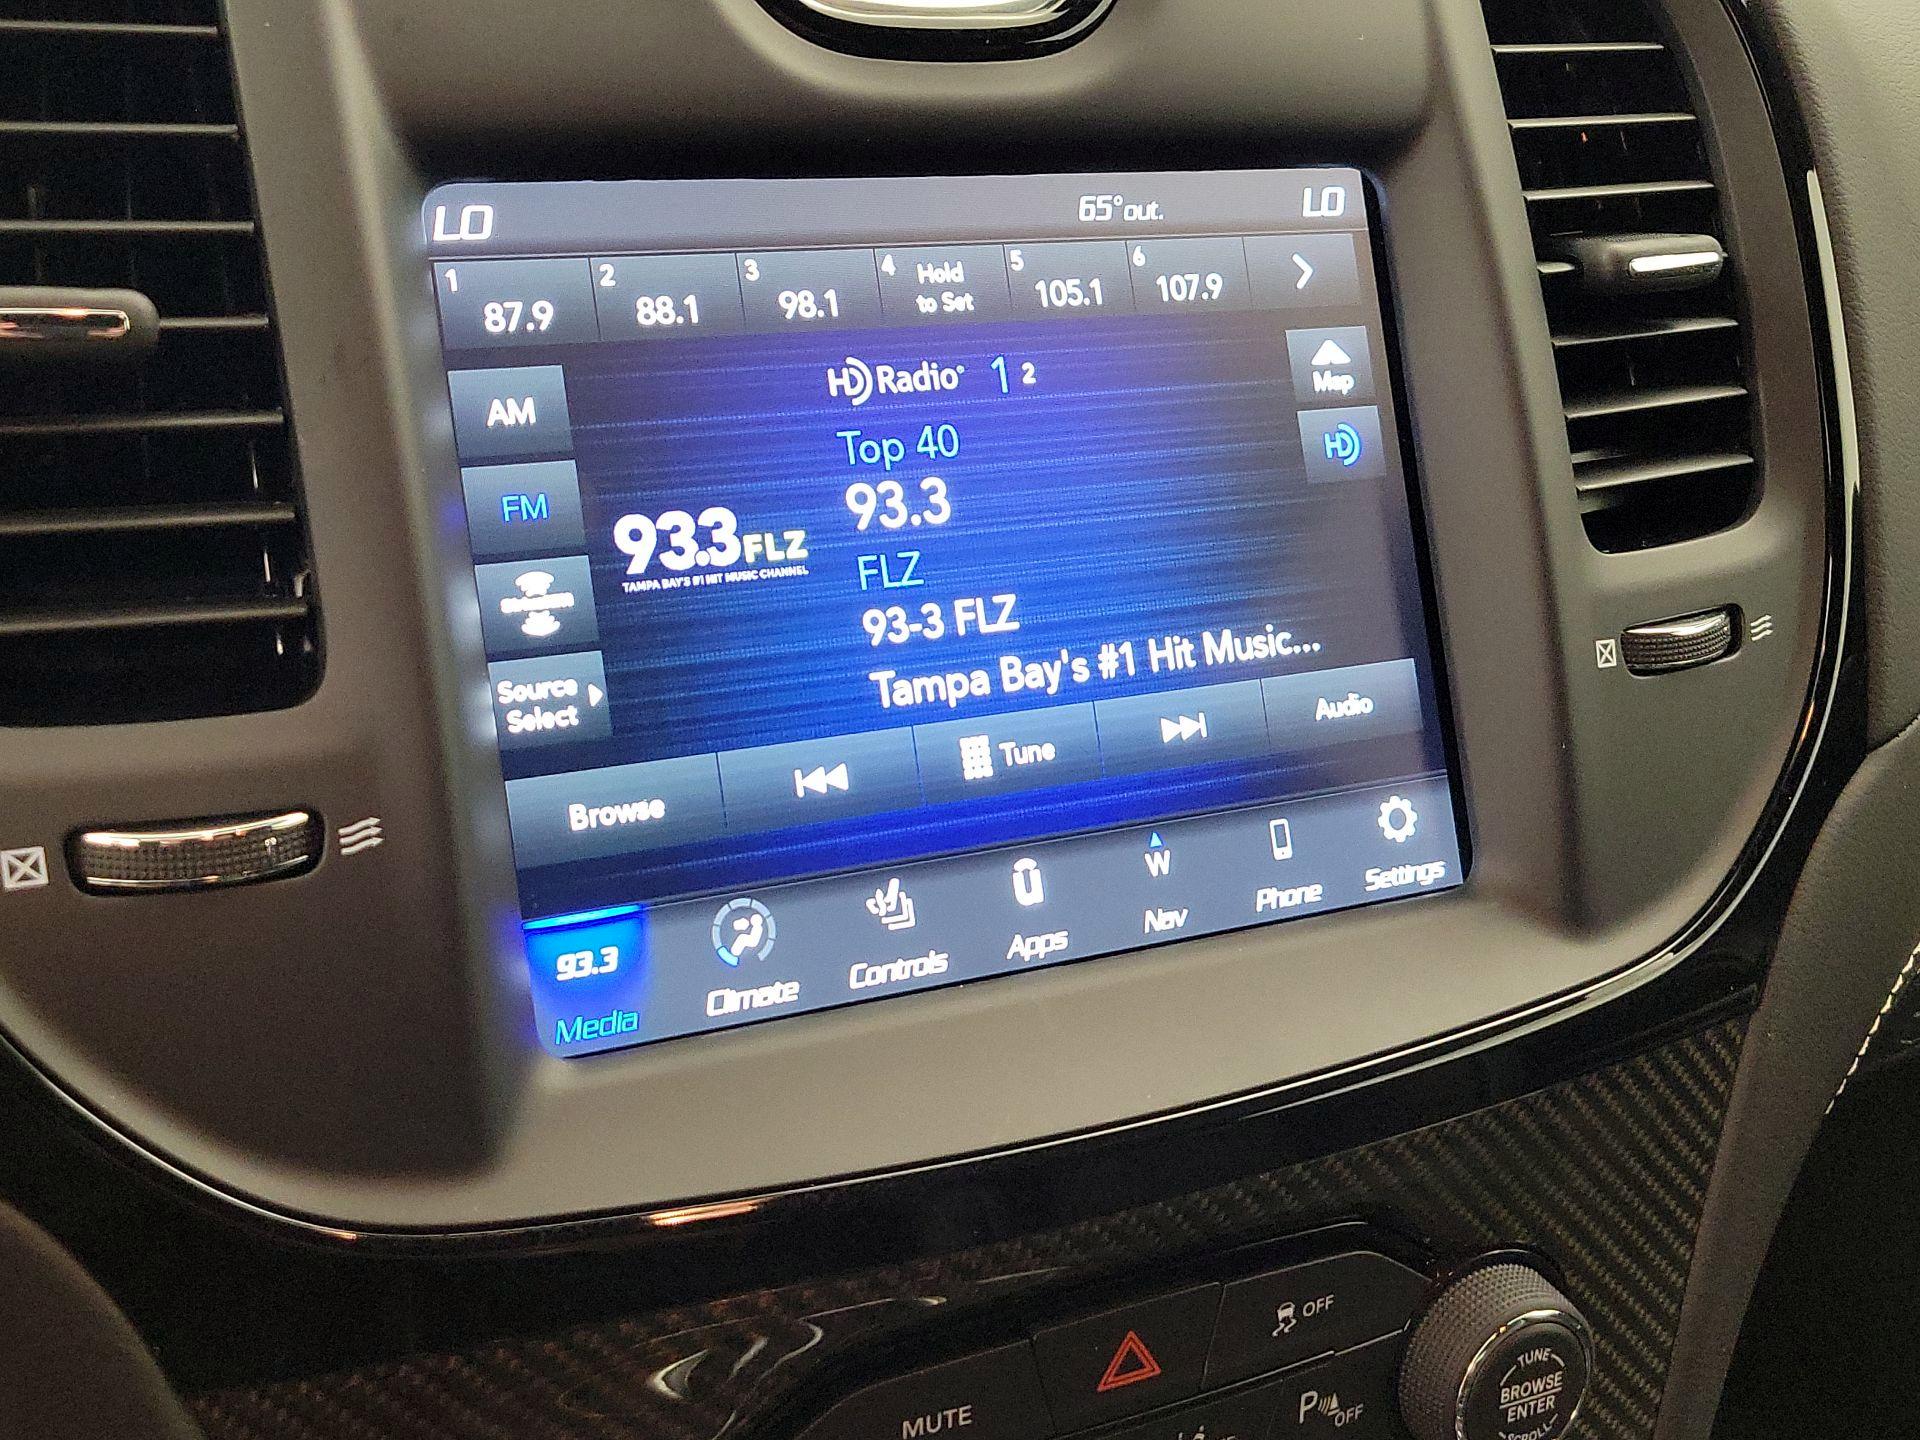 LO 65°out. LO
1 87.9 2 88.1 3 98.1 4 Hold to Set 5 105.1 6 107.9
HD Radio 1 2
Map
AM
Top 40
HD
FM
93.3
93.3 FLZ
TAMPA BAY'S #1 HIT MUSIC CHANNEL
FLZ
93-3 FLZ
Tampa Bay's #1 Hit Music...
Source
Select
Browse Tune Audio
93.3 W
Media Climate Controls Apps Nav Phone Settings
OFF
MUTE
P OFF
TUNE
BROWSE
ENTER
SCROLL